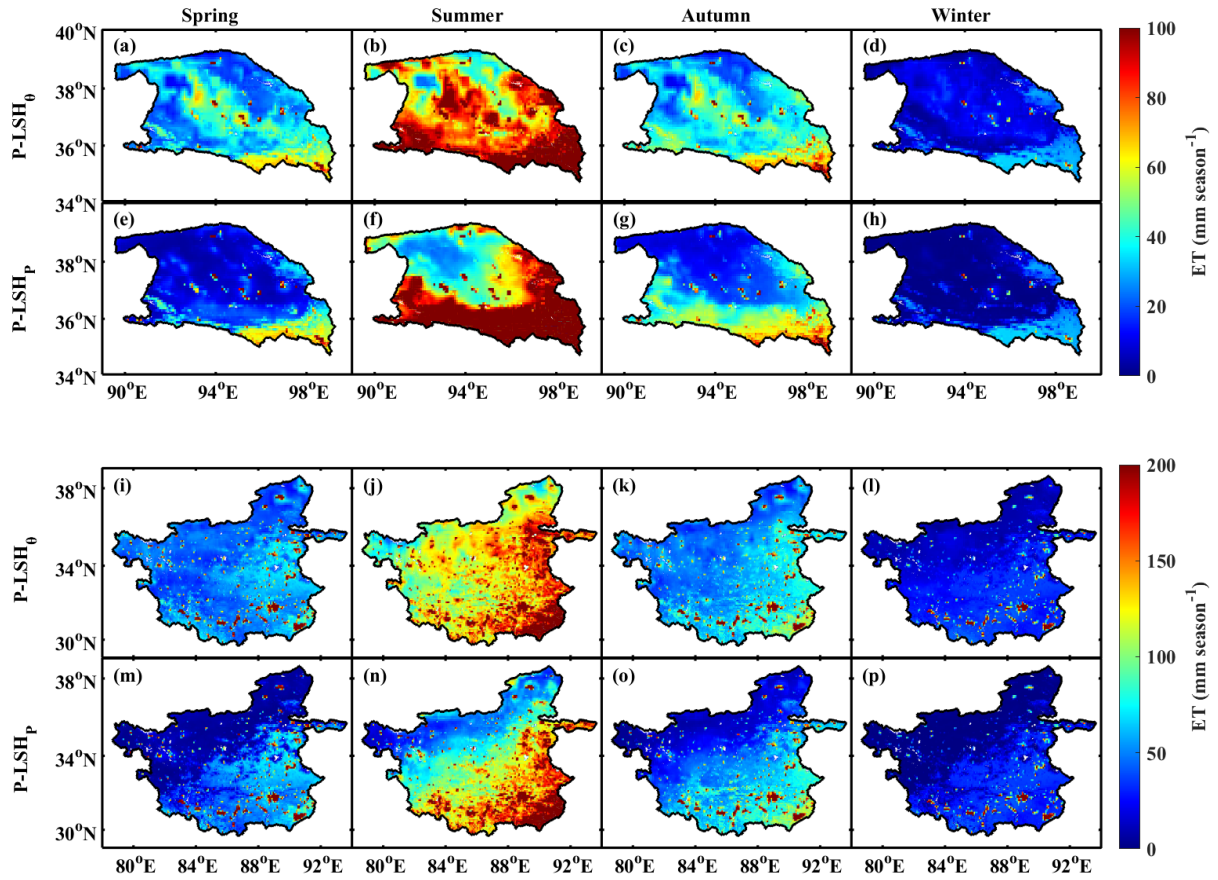 Spring Summer Autumn Winter
40°N (a) (b) (c) (d) 100
38°N
P-LSHθ
36°N 80
34°N (e) (f) (g) (h) 60
38°N
P-LSHP
36°N 40
34°N 20
0
ET (mm season-1)
90°E 94°E 98°E 90°E 94°E 98°E 90°E 94°E 98°E 90°E 94°E 98°E
(i) (j) (k) (l) 200
38°N
P-LSHθ
34°N 150
30°N
(m) (n) (o) (p) 100
38°N
P-LSHP
34°N 50
30°N 0
ET (mm season-1)
80°E 84°E 88°E 92°E 80°E 84°E 88°E 92°E 80°E 84°E 88°E 92°E 80°E 84°E 88°E 92°E